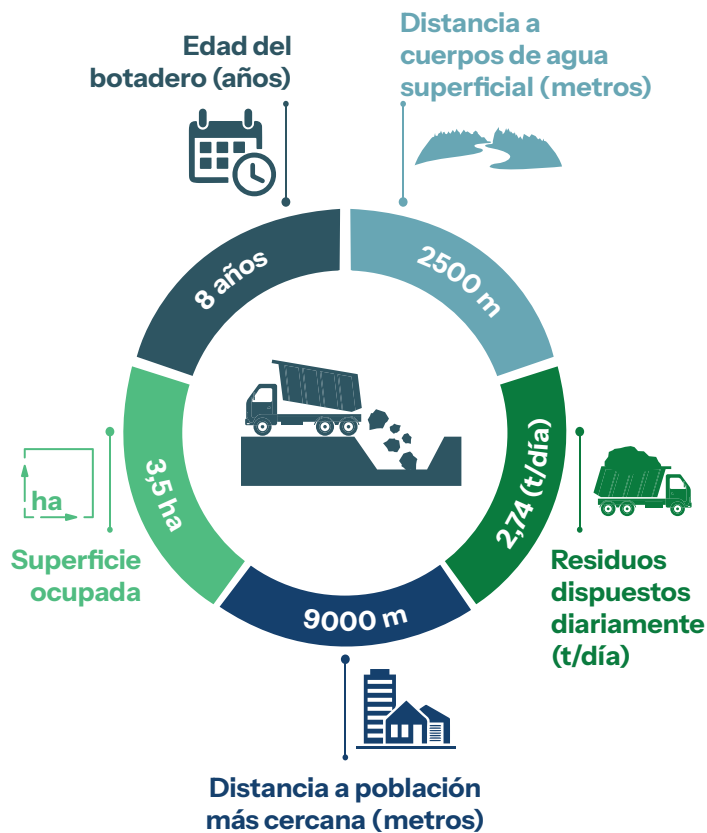 Edad del
botadero (años)
Distancia a
cuerpos de agua
superficial (metros)
8 años
2500 m
3,5 ha
2,74 (t/día)
ha
Superficie
ocupada
Residuos
dispuestos
diariamente
(t/día)
9000 m
Distancia a población
más cercana (metros)